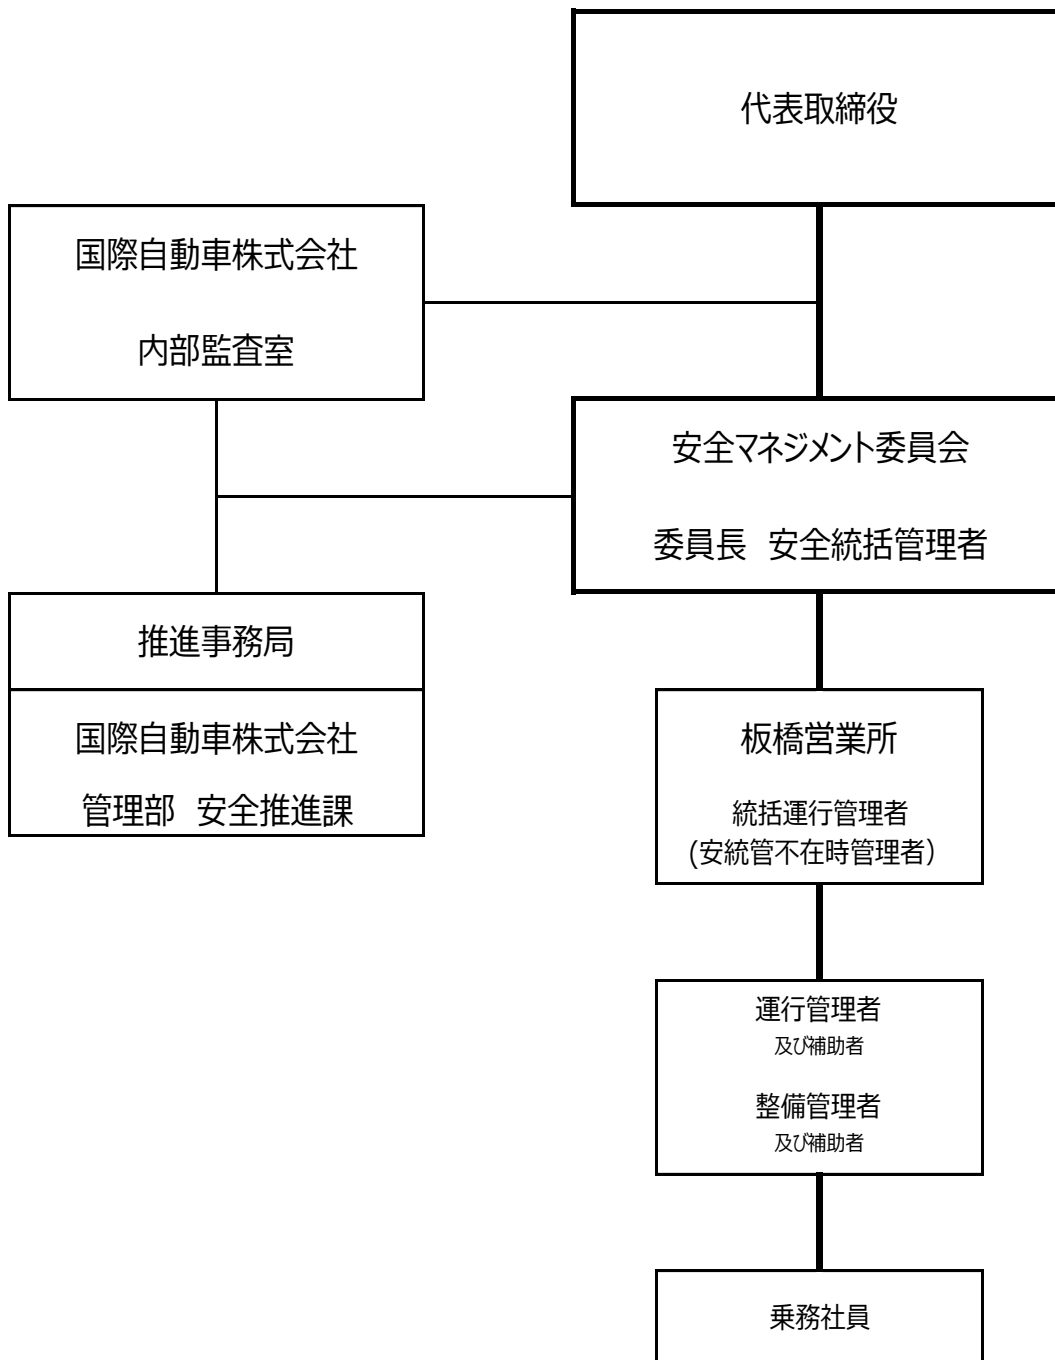 代表取締役
国際自動車株式会社
内部監査室
安全マネジメント委員会
委員長 安全統括管理者
推進事務局
国際自動車株式会社
管理部 安全推進課
板橋営業所
統括運行管理者
(安統管不在時管理者)
運行管理者
及び補助者
整備管理者
及び補助者
乗務社員